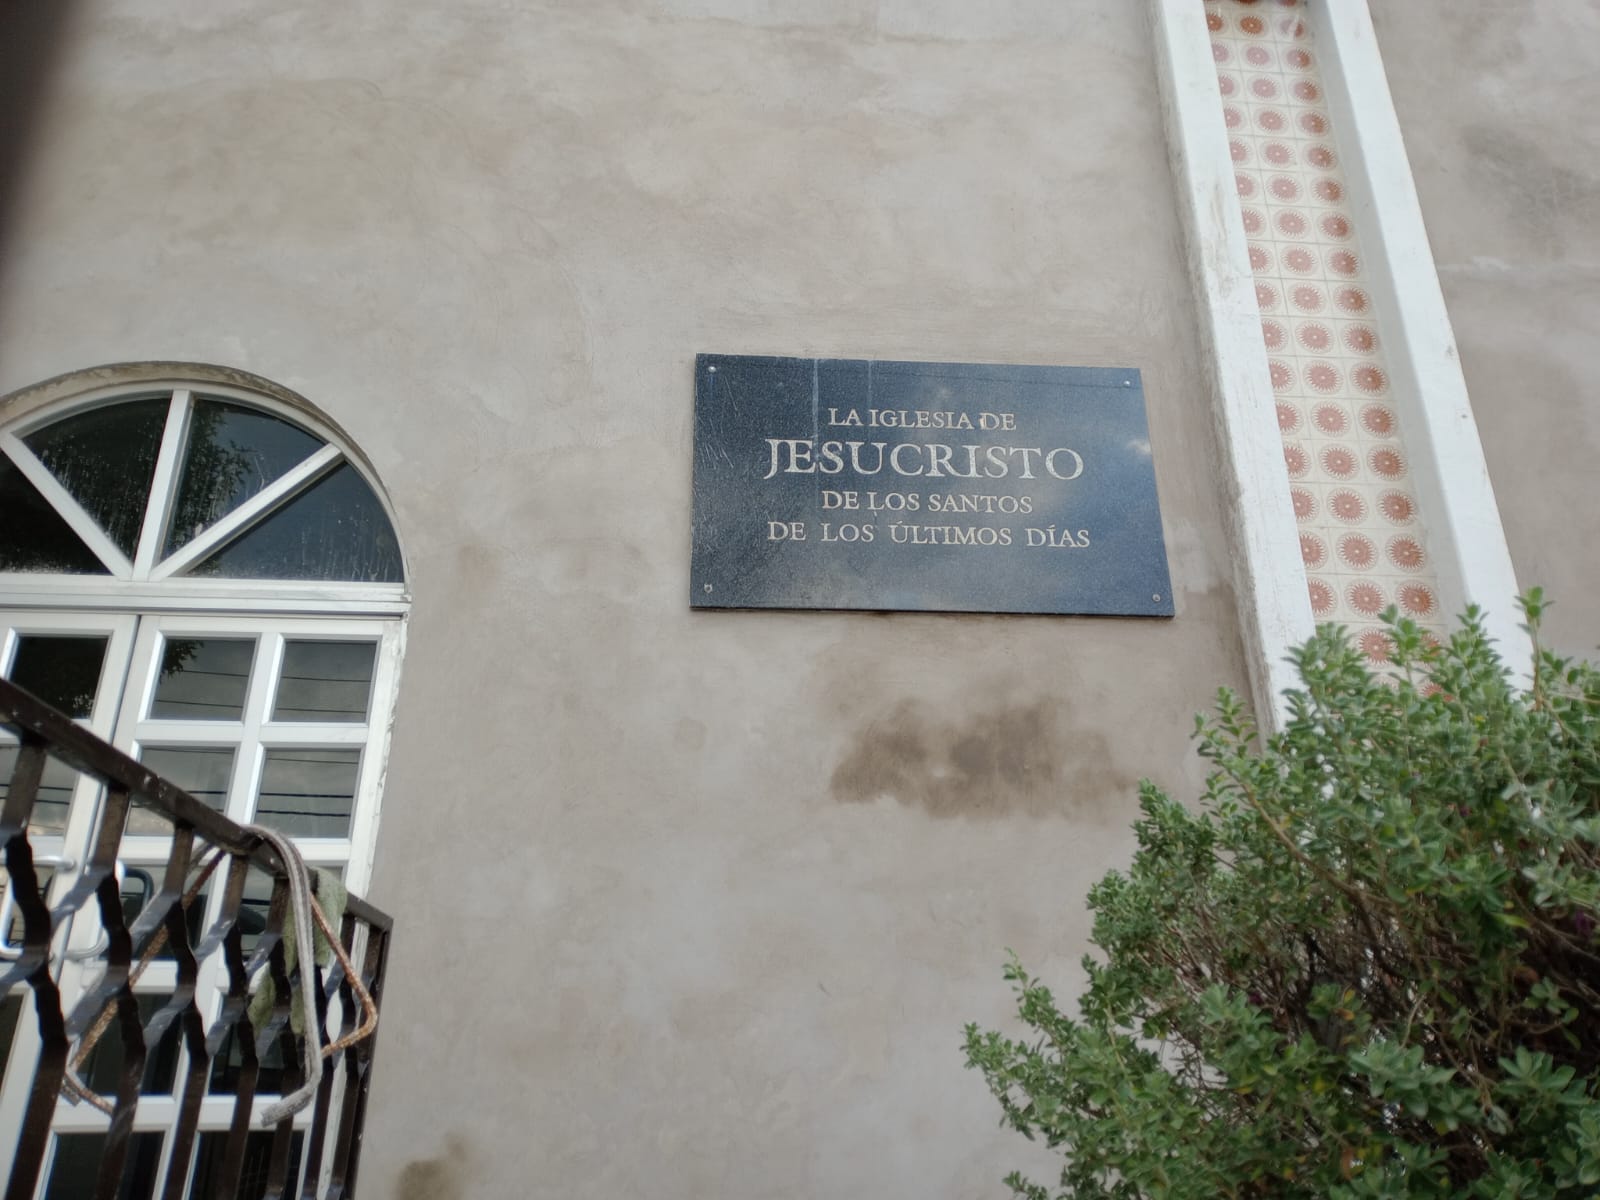 LA IGLESIA DE
JESUCRISTO
DE LOS SANTOS
DE LOS ÚLTIMOS DÍAS